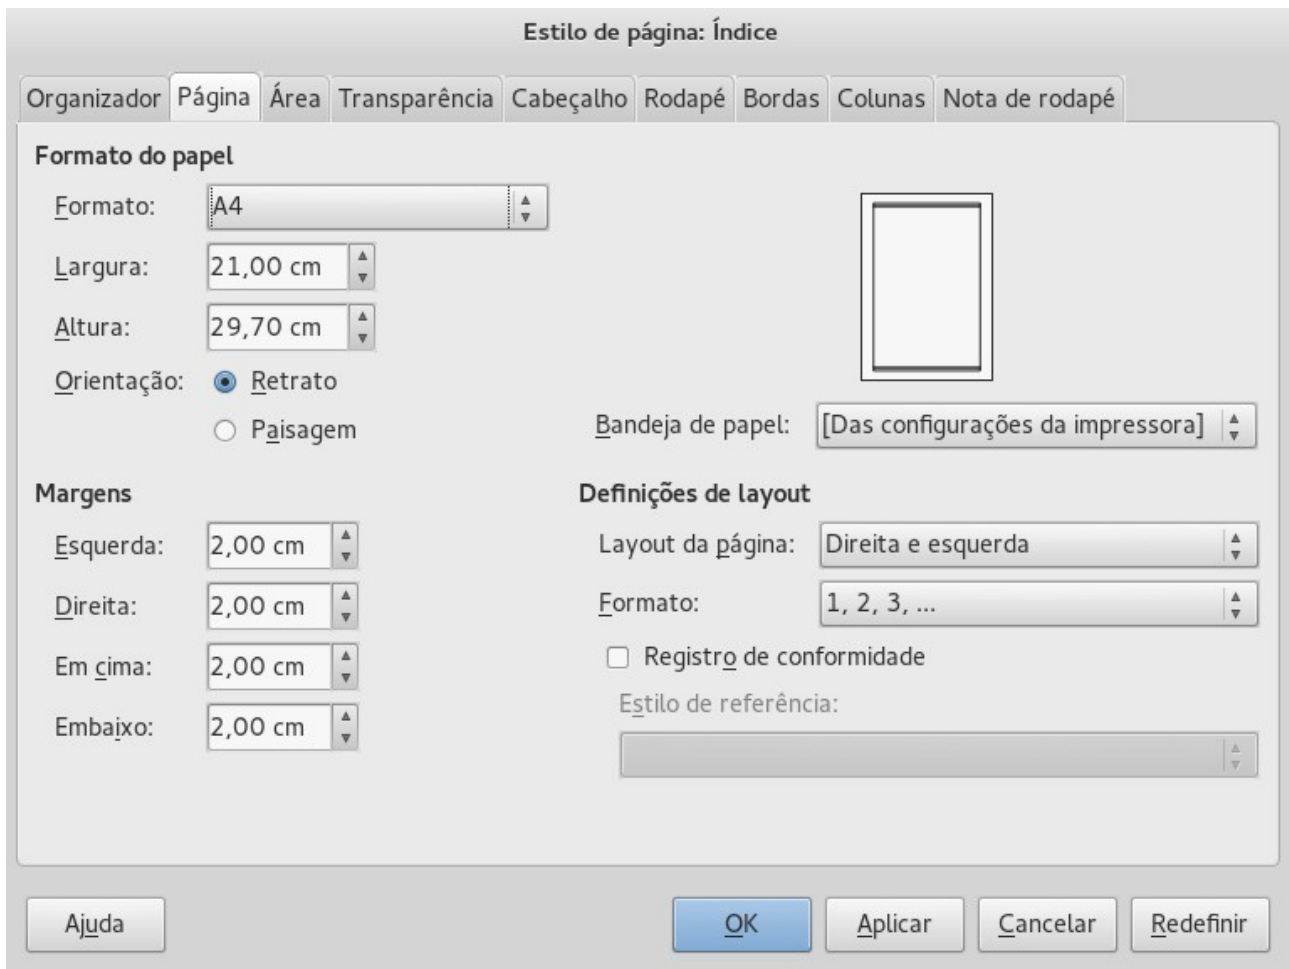 Estilo de página: Índice
Organizador Página Área Transparência Cabeçalho Rodapé Bordas Colunas Nota de rodapé
Formato do papel
Formato: A4
Largura: 21,00 cm
Altura: 29,70 cm
Orientação: Retrato
Paisagem
Bandeja de papel: [Das configurações da impressora]
Margens
Esquerda: 2,00 cm
Direita: 2,00 cm
Em cima: 2,00 cm
Embaixo: 2,00 cm
Definições de layout
Layout da página: Direita e esquerda
Formato: 1, 2, 3, ...
Registro de conformidade
Estilo de referência:
Ajuda OK Aplicar Cancelar Redefinir